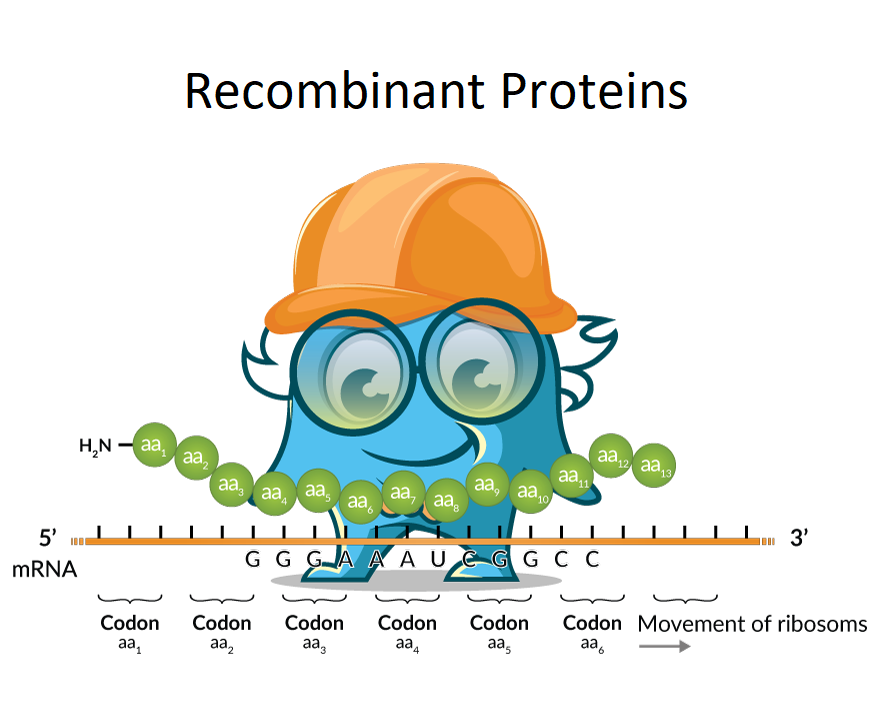 Recombinant Proteins
H₂N aa₁ aa₂ aa₃ aa₄ aa₅ aa₆ aa₇ aa₈ aa₉ aa₁₀ aa₁₁ aa₁₂ aa₁₃
5’ 3’
mRNA G G G A A A U C G G C C
Codon Codon Codon Codon Codon Codon Movement of ribosoms
aa₁ aa₂ aa₃ aa₄ aa₅ aa₆